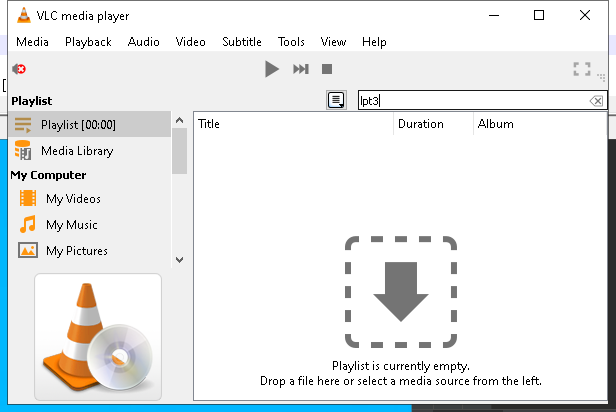 VLC media player
Media Playback Audio Video Subtitle Tools View Help
Playlist
lpt3
Playlist [00:00]
Title Duration Album
Media Library
My Computer
My Videos
My Music
My Pictures
Playlist is currently empty.
Drop a file here or select a media source from the left.